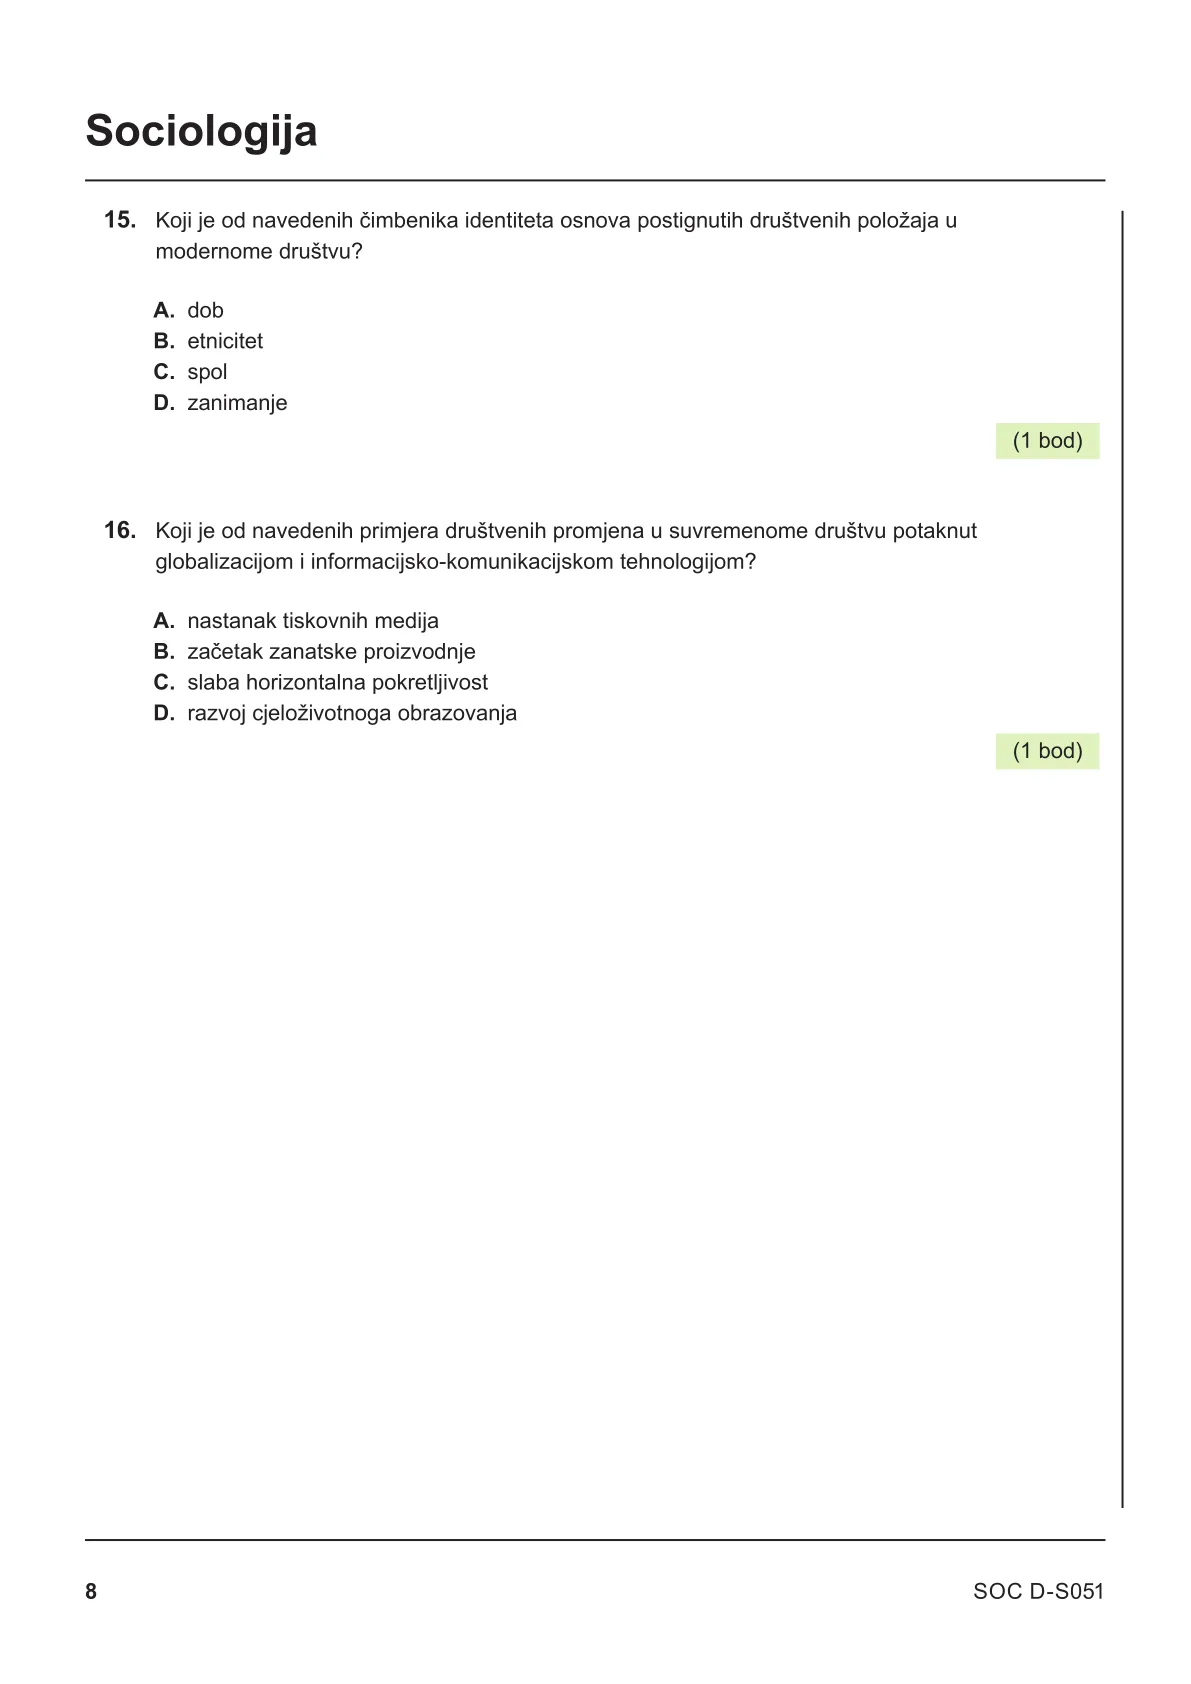 Sociologija
15. Koji je od navedenih čimbenika identiteta osnova postignutih društvenih položaja u
modernome društvu?
A. dob
B. etnicitet
C. spol
D. zanimanje
(1 bod)
16. Koji je od navedenih primjera društvenih promjena u suvremenome društvu potaknut
globalizacijom i informacijsko-komunikacijskom tehnologijom?
A. nastanak tiskovnih medija
B. začetak zanatske proizvodnje
C. slaba horizontalna pokretljivost
D. razvoj cjeloživotnoga obrazovanja
(1 bod)
8
SOC D-S051